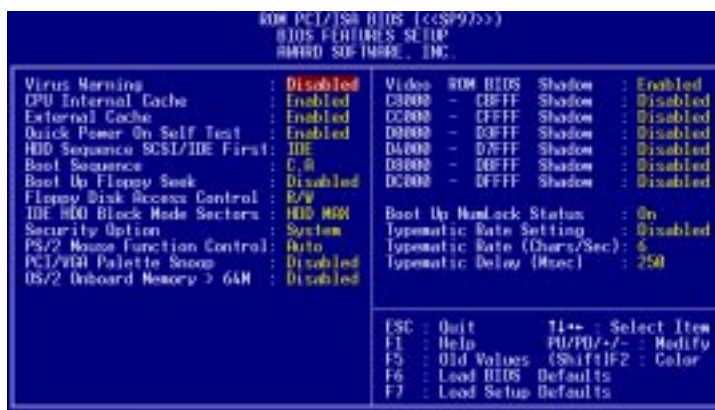 ROM PCI/ISA BIOS (<<SP97>>)
BIOS FEATURES SETUP
AWARD SOFTWARE, INC.
Virus Warning : Disabled
CPU Internal Cache : Enabled
External Cache : Enabled
Quick Power On Self Test : Enabled
HDD Sequence SCSI/IDE First: IDE
Boot Sequence : C,A
Boot Up Floppy Seek : Disabled
Floppy Disk Access Control : R/W
IDE HDD Block Mode Sectors : HDD MAX
Security Option : System
PS/2 Mouse Function Control: Auto
PCI/VGA Palette Snoop : Disabled
OS/2 Onboard Memory > 64M : Disabled
Video ROM BIOS Shadow : Enabled
C8000 - CBFFF Shadow : Disabled
CC000 - CFFFF Shadow : Disabled
D0000 - D3FFF Shadow : Disabled
D4000 - D7FFF Shadow : Disabled
D8000 - DBFFF Shadow : Disabled
DC000 - DFFFF Shadow : Disabled
Boot Up NumLock Status : On
Typematic Rate Setting : Disabled
Typematic Rate (Chars/Sec): 6
Typematic Delay (Msec) : 250
ESC : Quit ↑↓→← : Select Item
F1 : Help PU/PD/+/- : Modify
F5 : Old Values (Shift)F2 : Color
F6 : Load BIOS Defaults
F7 : Load Setup Defaults